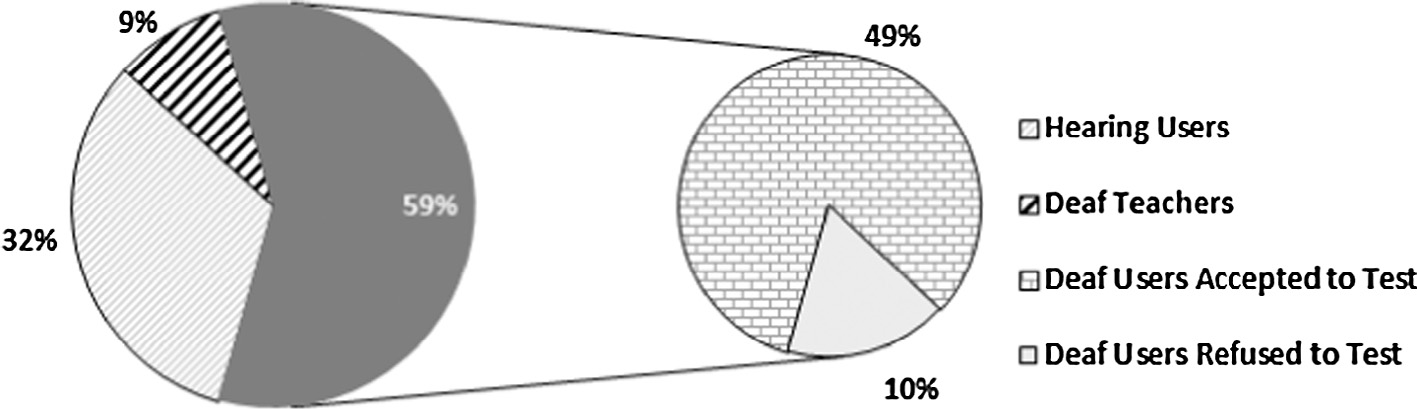 9%
32%
59%
49%
10%
Hearing Users
Deaf Teachers
Deaf Users Accepted to Test
Deaf Users Refused to Test